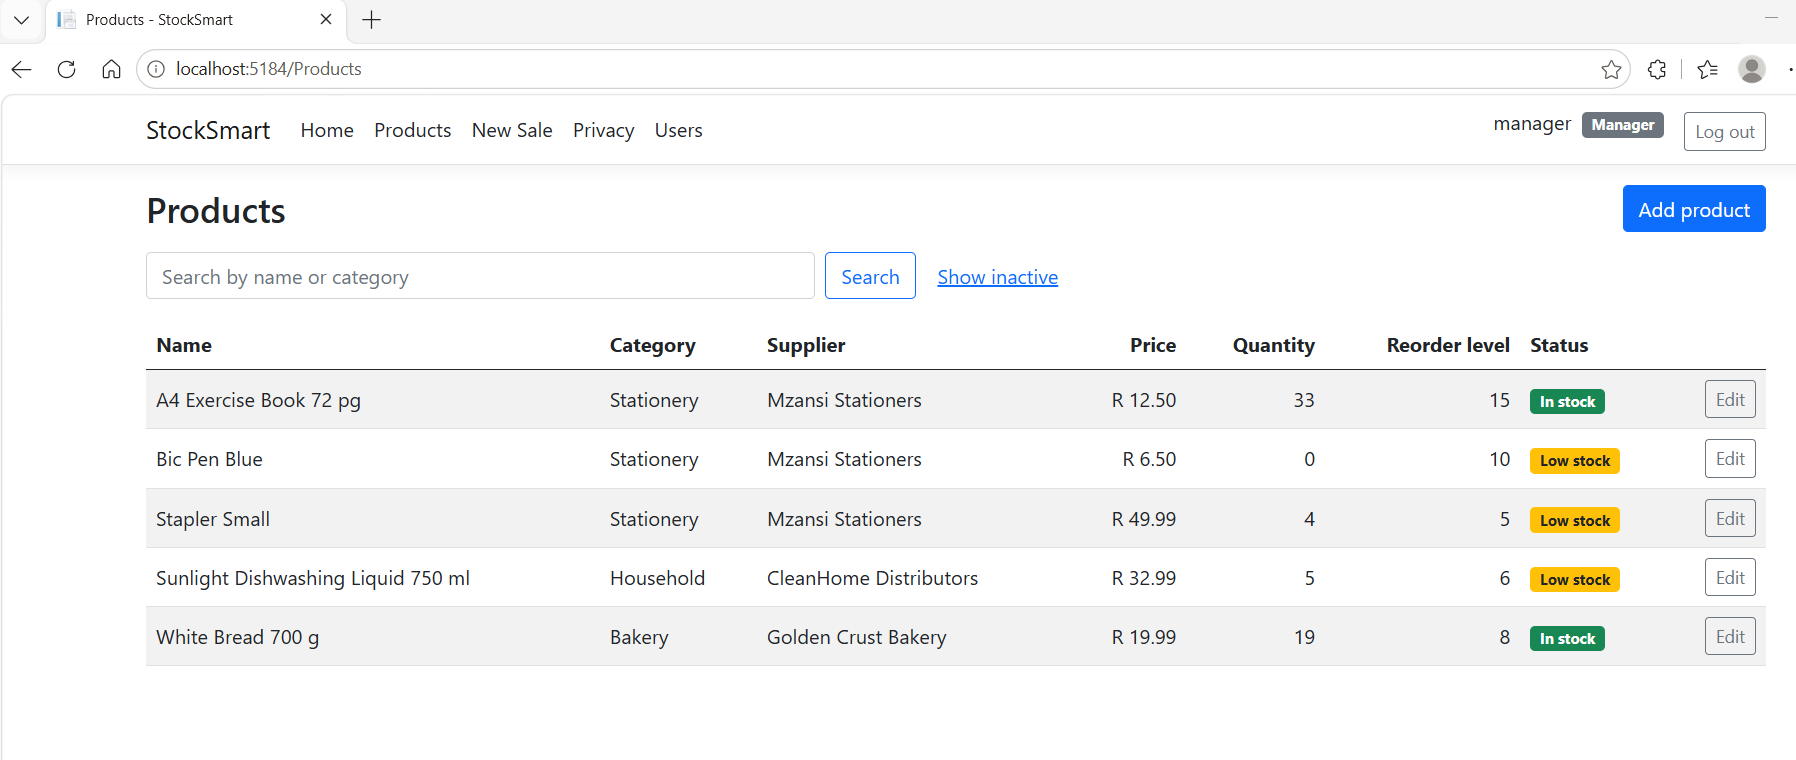 Products - StockSmart
localhost:5184/Products
StockSmart Home Products New Sale Privacy Users manager Manager Log out
Products Add product
Search by name or category Search Show inactive
Name Category Supplier Price Quantity Reorder level Status
A4 Exercise Book 72 pg Stationery Mzansi Stationers R 12.50 33 15 In stock Edit
Bic Pen Blue Stationery Mzansi Stationers R 6.50 0 10 Low stock Edit
Stapler Small Stationery Mzansi Stationers R 49.99 4 5 Low stock Edit
Sunlight Dishwashing Liquid 750 ml Household CleanHome Distributors R 32.99 5 6 Low stock Edit
White Bread 700 g Bakery Golden Crust Bakery R 19.99 19 8 In stock Edit